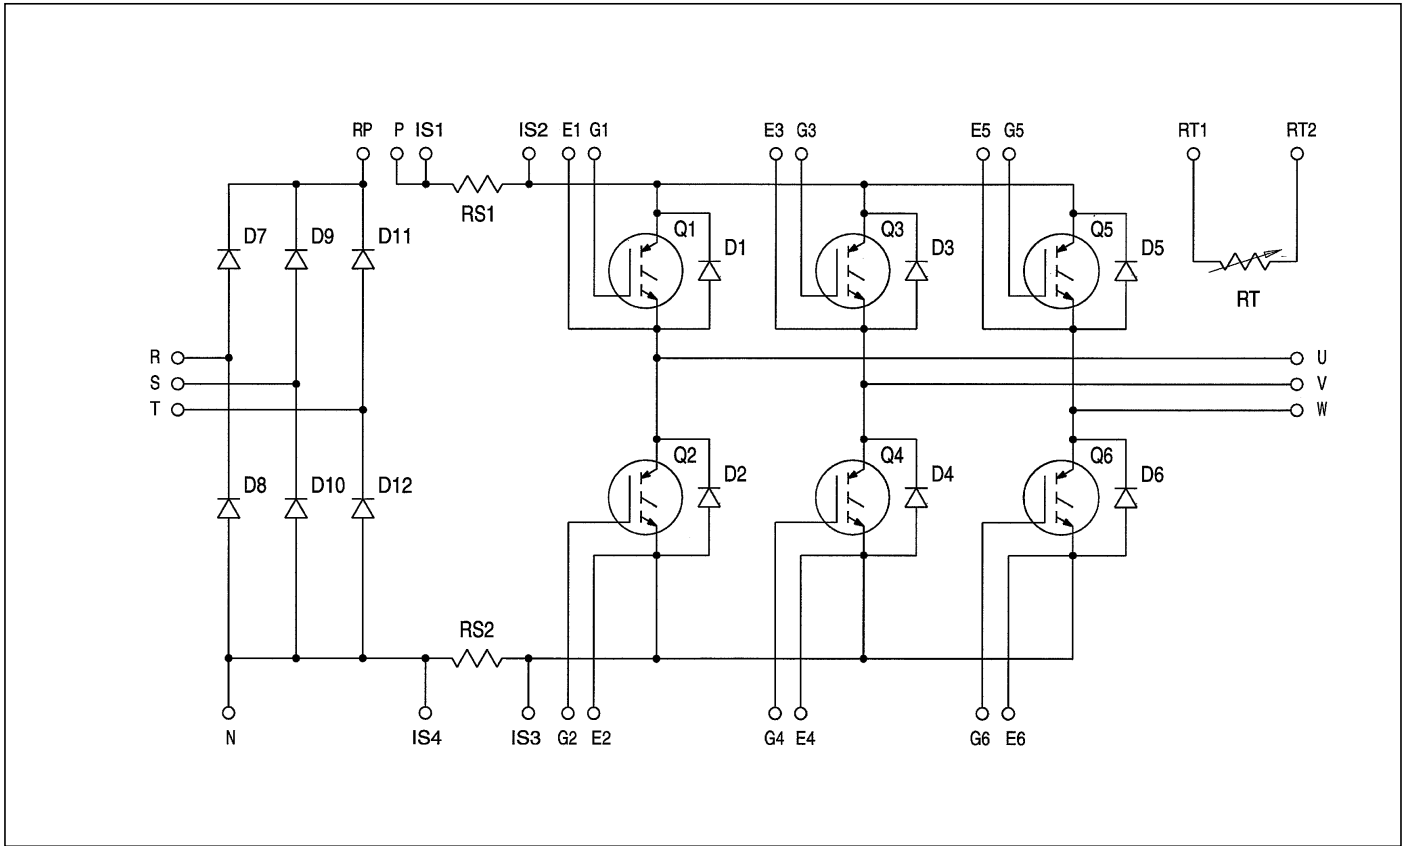 RP P IS1 IS2 E1 G1 E3 G3 E5 G5 RT1 RT2
RS1
D7 D9 D11 Q1 D1 Q3 D3 Q5 D5
RT
R U
S V
T W
D8 D10 D12 Q2 D2 Q4 D4 Q6 D6
RS2
N IS4 IS3 G2 E2 G4 E4 G6 E6